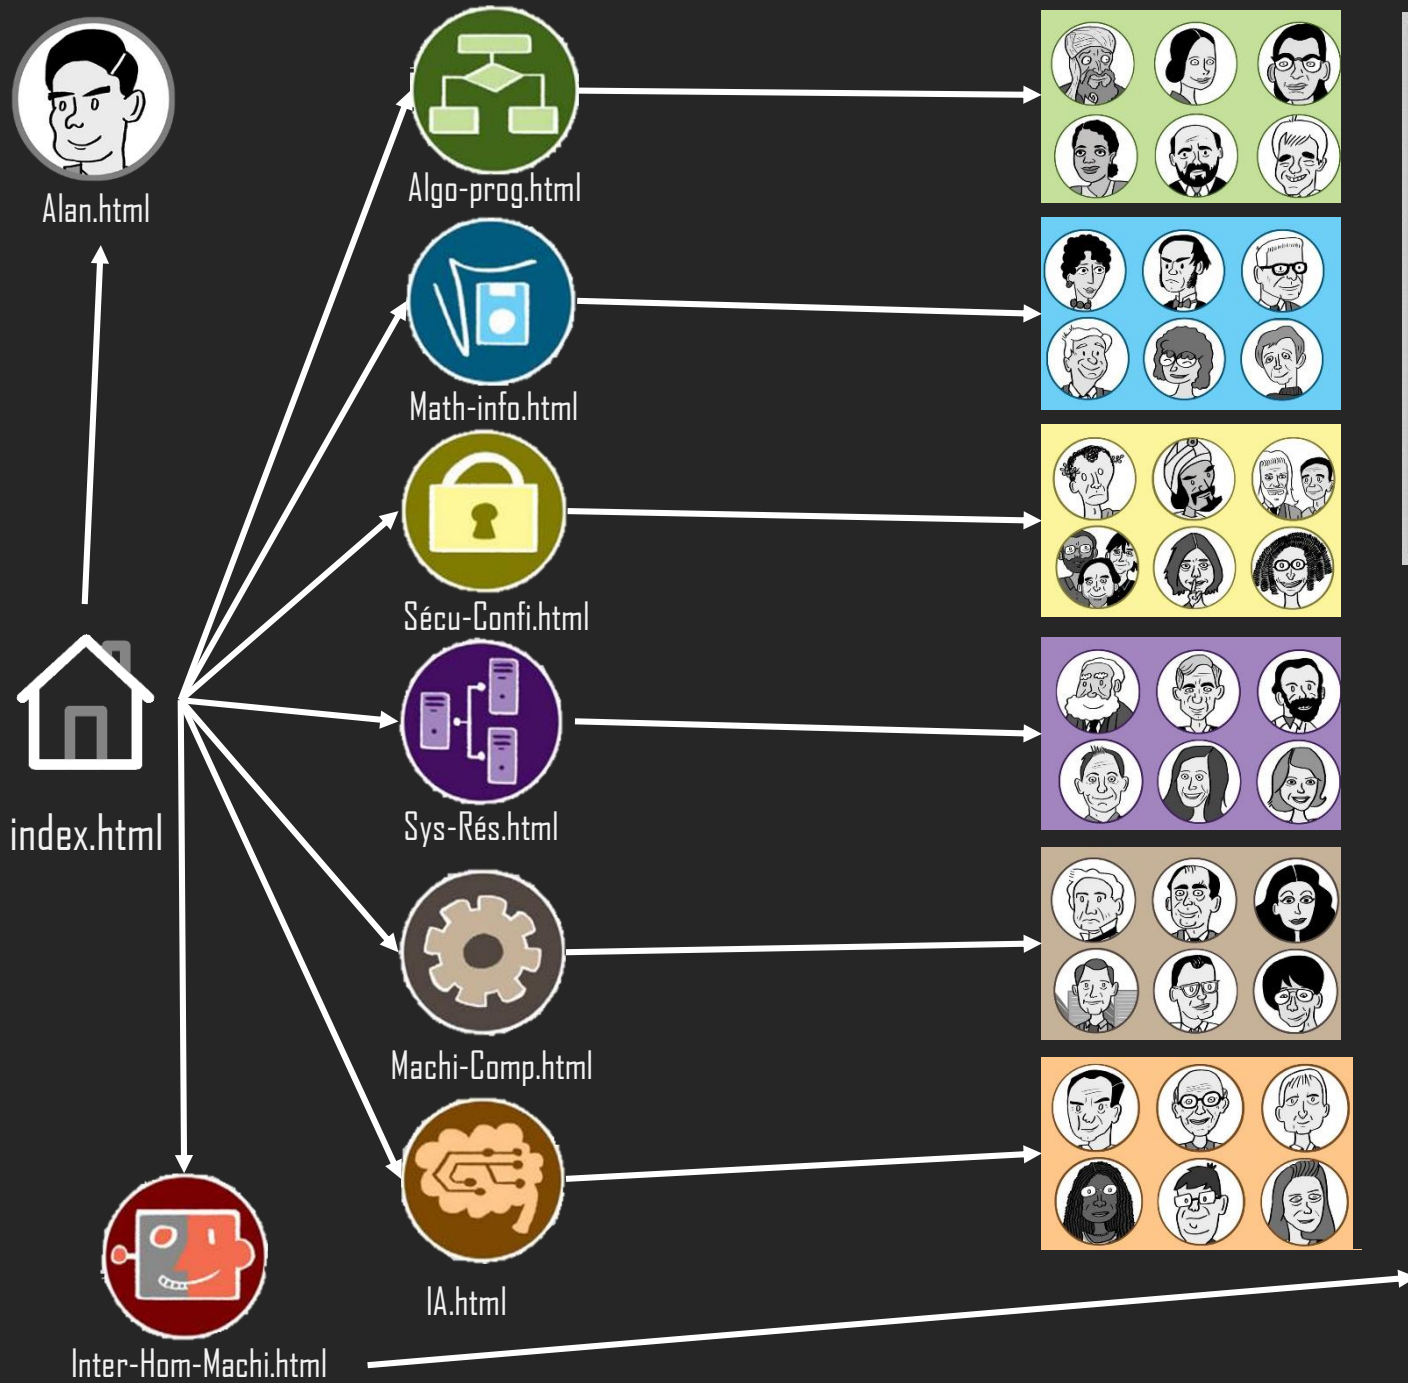 Alan.html
Algo-prog.html
Math-info.html
Sécu-Confi.html
Sys-Rés.html
index.html
Machi-Comp.html
IA.html
Inter-Hom-Machi.html